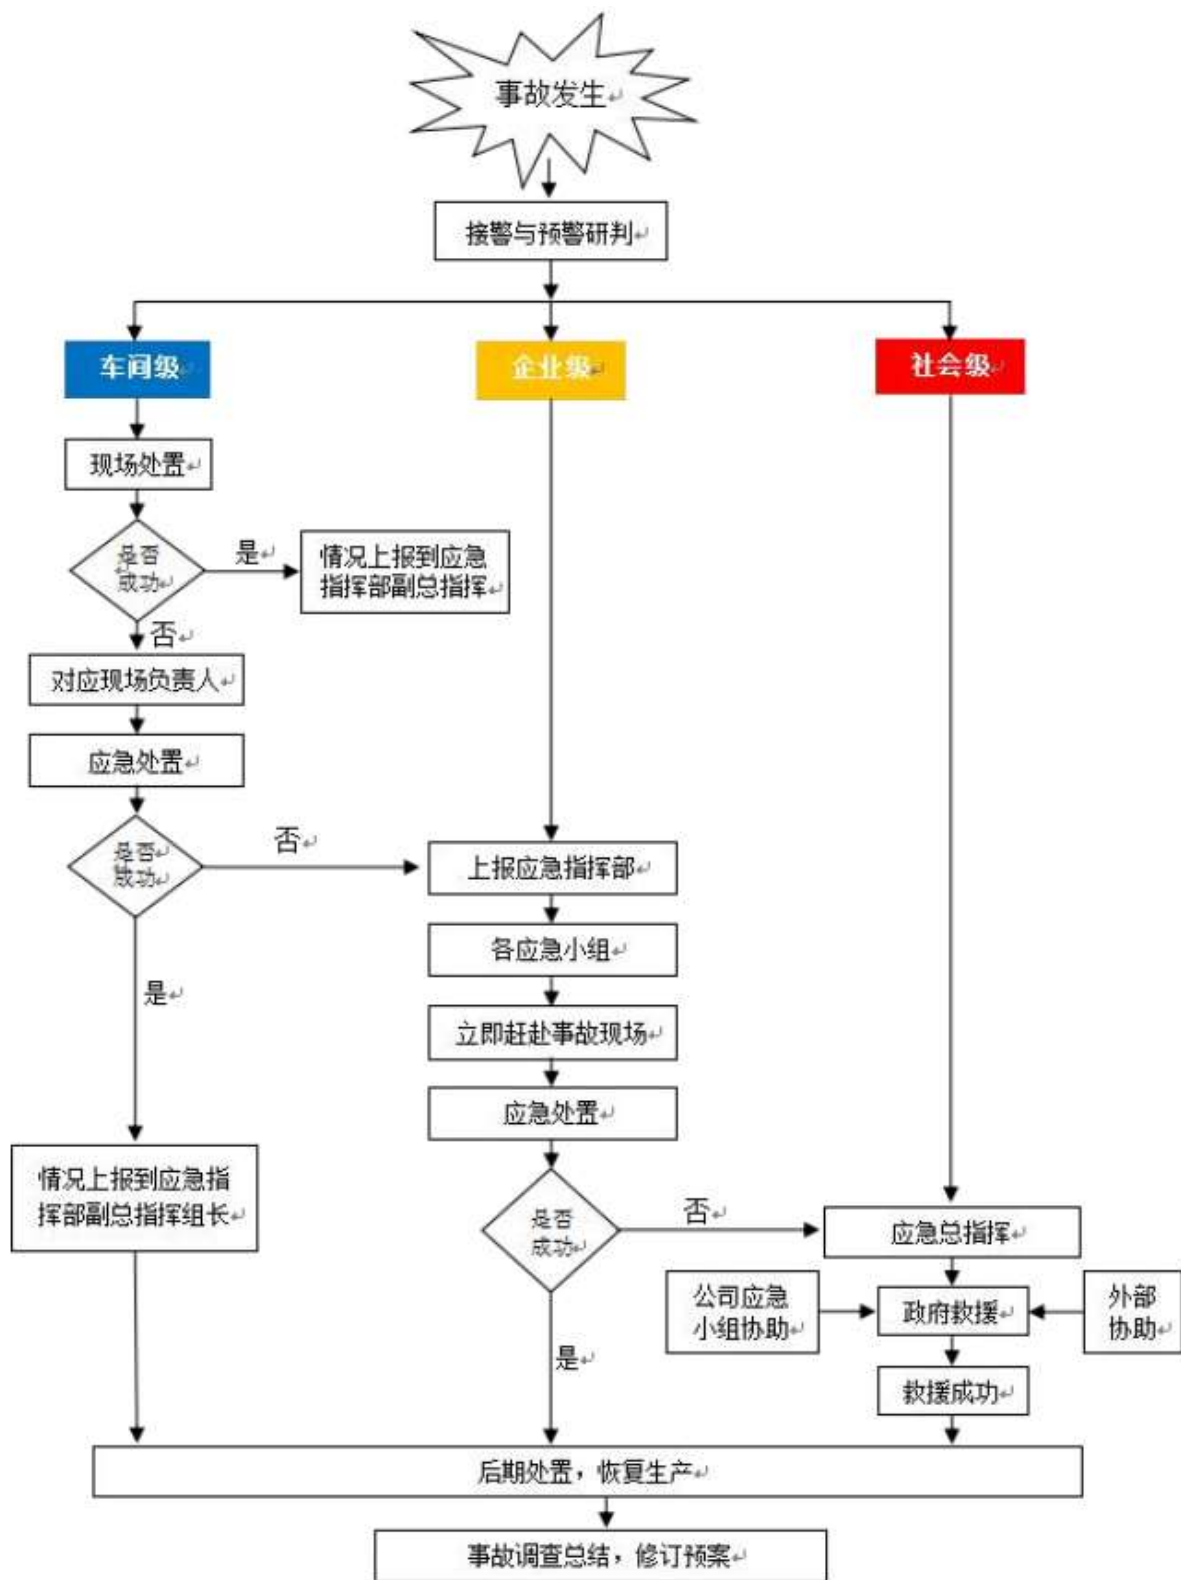 事故发生
接警与预警研判
车间级
企业级
社会级
现场处置
是否
成功
是
情况上报到应急
指挥部副总指挥
否
对应现场负责人
应急处置
是否
成功
否
上报应急指挥部
各应急小组
是
立即赶赴事故现场
应急处置
情况上报到应急指
挥部副总指挥组长
是否
成功
否
应急总指挥
公司应急
小组协助
政府救援
外部
协助
是
救援成功
后期处置，恢复生产
事故调查总结，修订预案